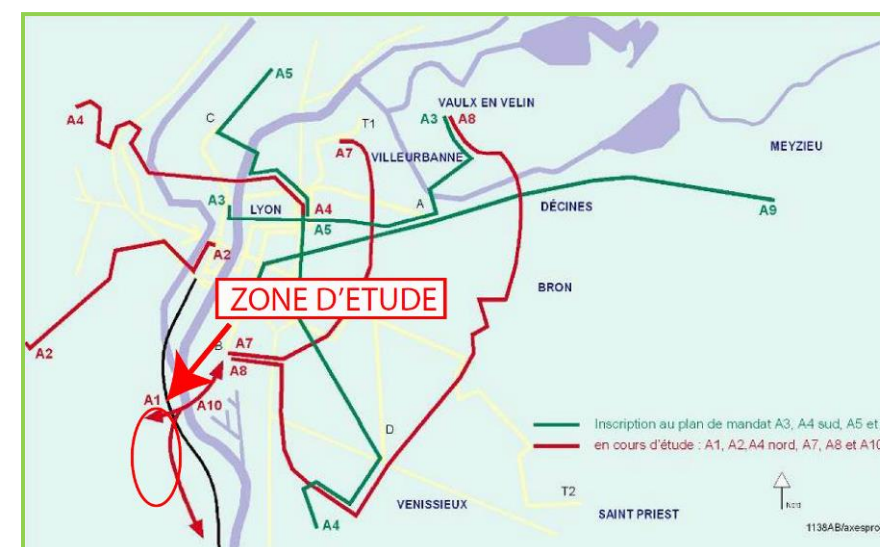 A5
A4
C
T1
VAULX EN VELIN
A3 A8
A7
VILLEURBANNE
MEYZIEU
A3
LYON
A4
A5
A
DÉCINES
A9
A2
ZONE D'ETUDE
BRON
A2
B
A7
A8
A1
A10
D
Inscription au plan de mandat A3, A4 sud, A5 et
en cours d'étude : A1, A2,A4 nord, A7, A8 et A10
T2
VENISSIEUX
SAINT PRIEST
A4
Nord
1138AB/axespro